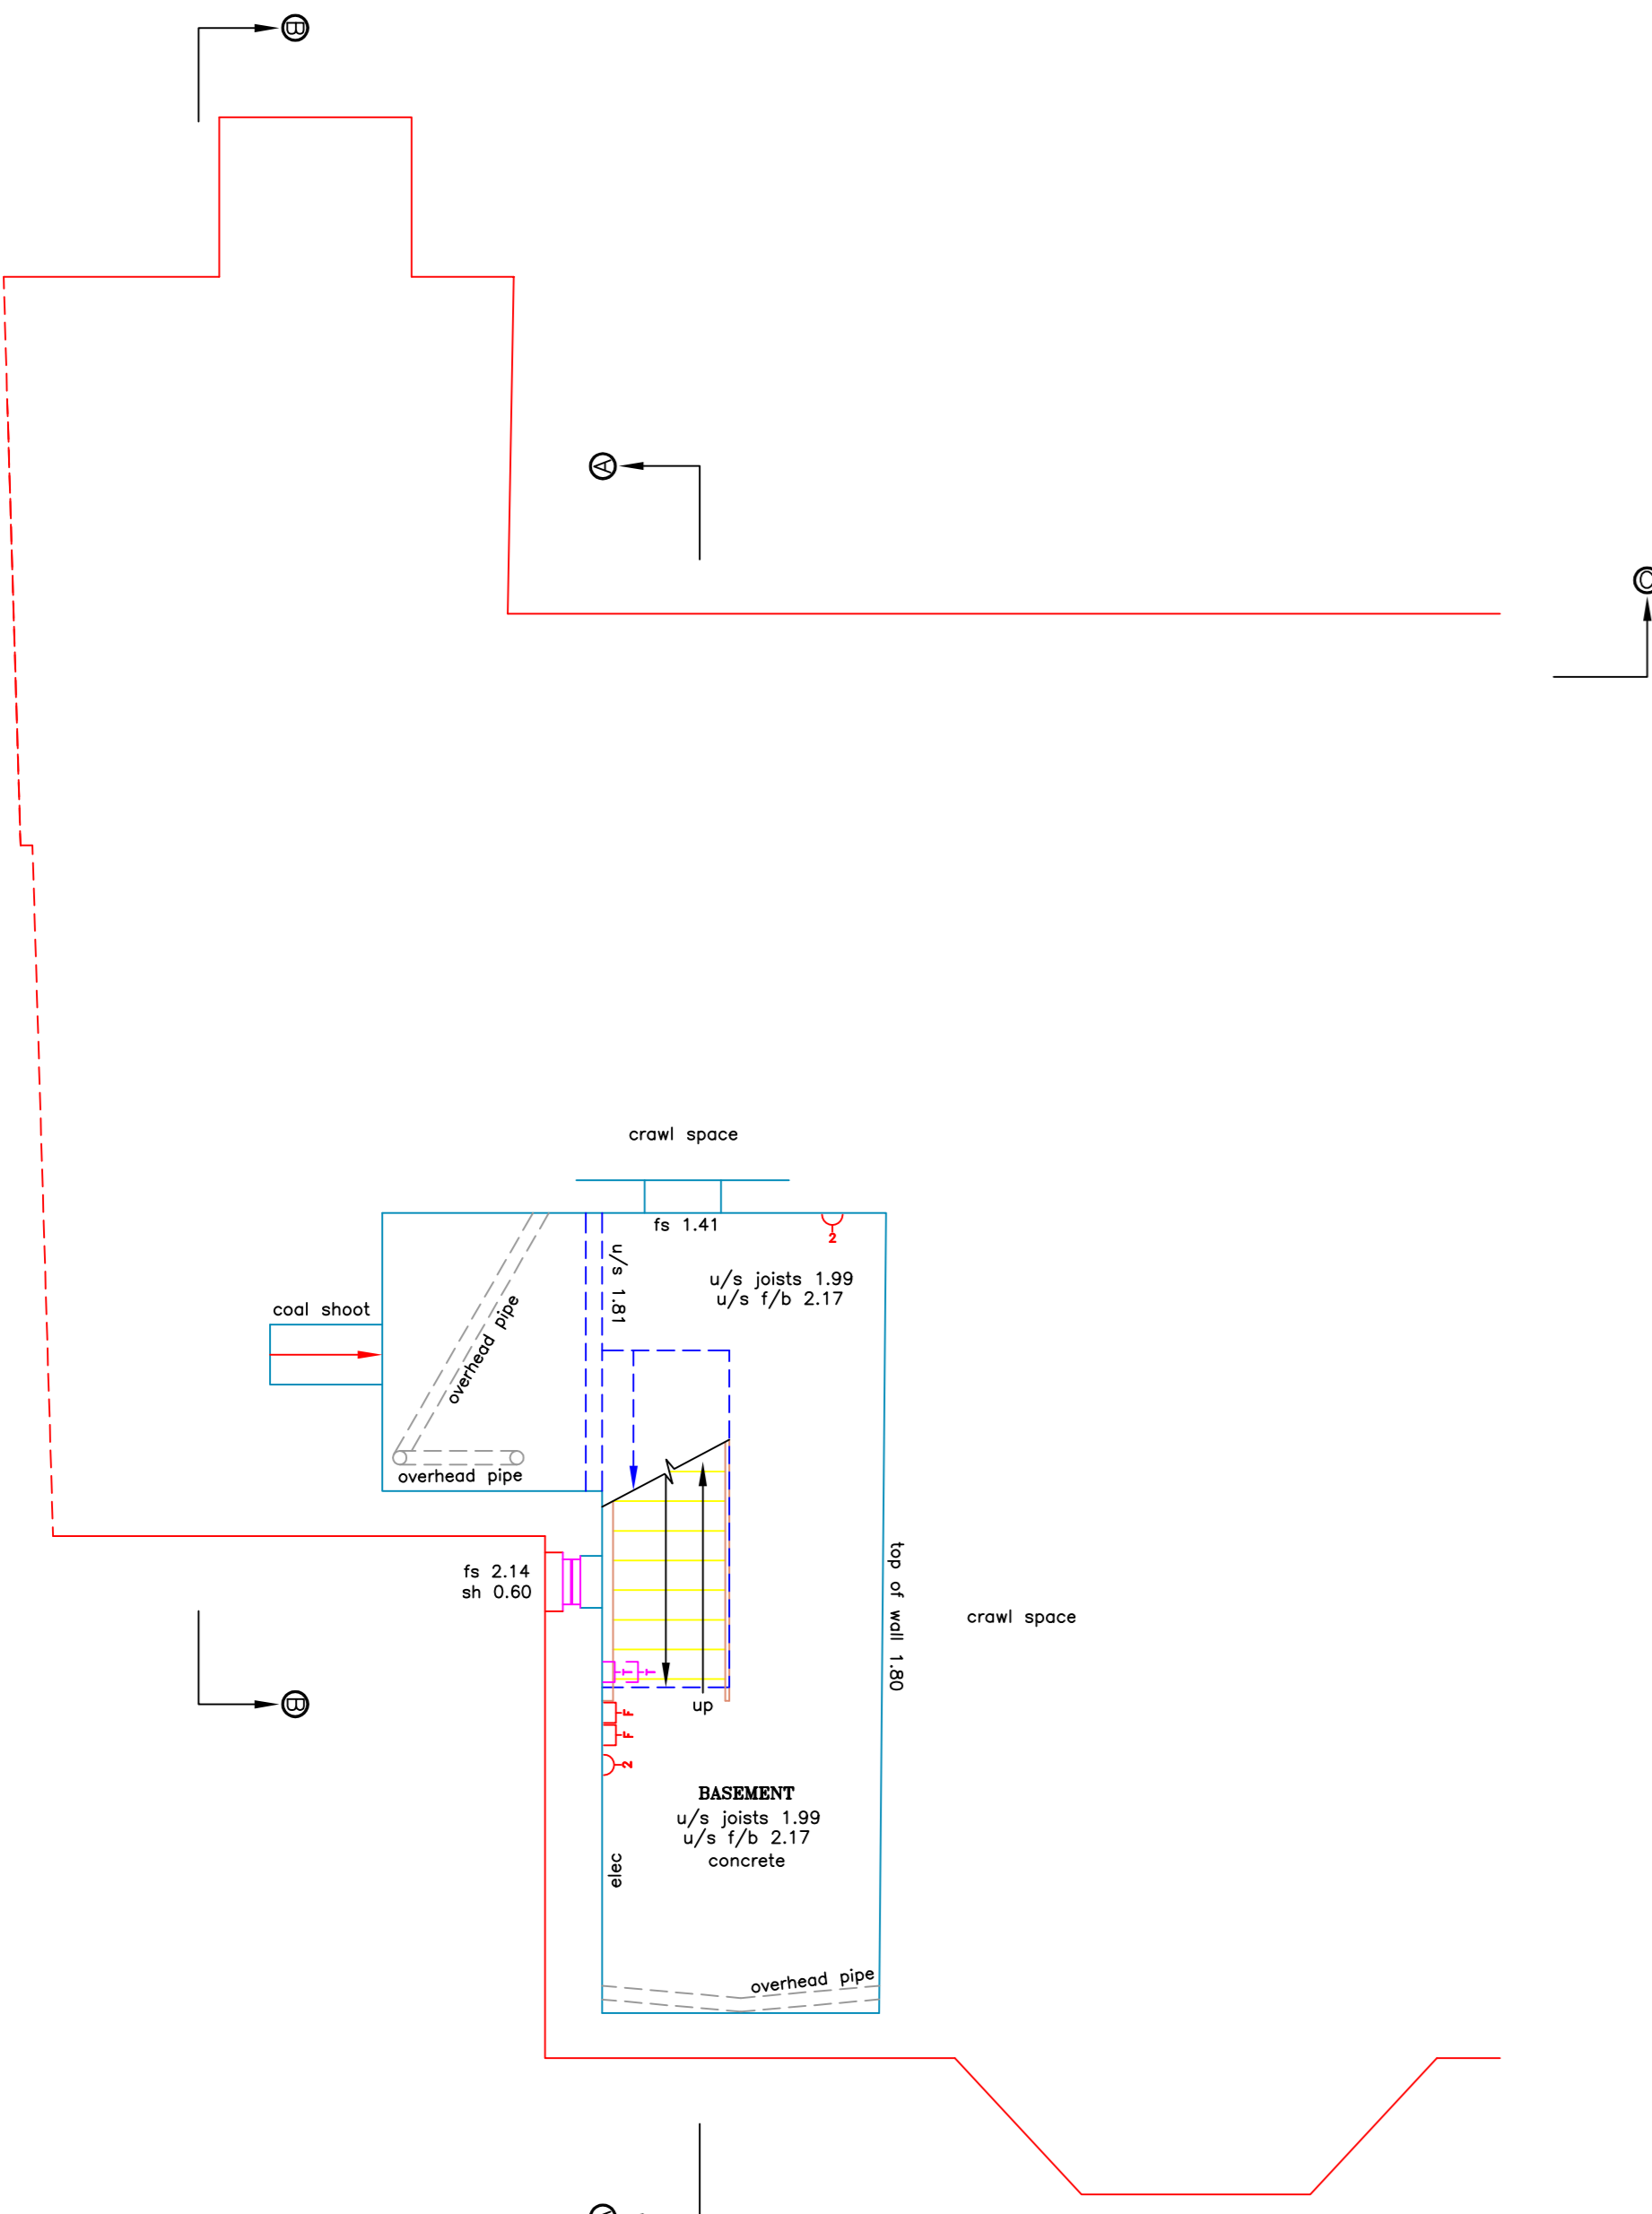 B
A
C
crawl space
fs 1.41
2
u/s 1.81
u/s joists 1.99
u/s f/b 2.17
coal shoot
overhead pipe
overhead pipe
fs 2.14
sh 0.60
top of wall 1.80
crawl space
T T
up
F
F
2
B
BASEMENT
u/s joists 1.99
u/s f/b 2.17
concrete
elec
overhead pipe